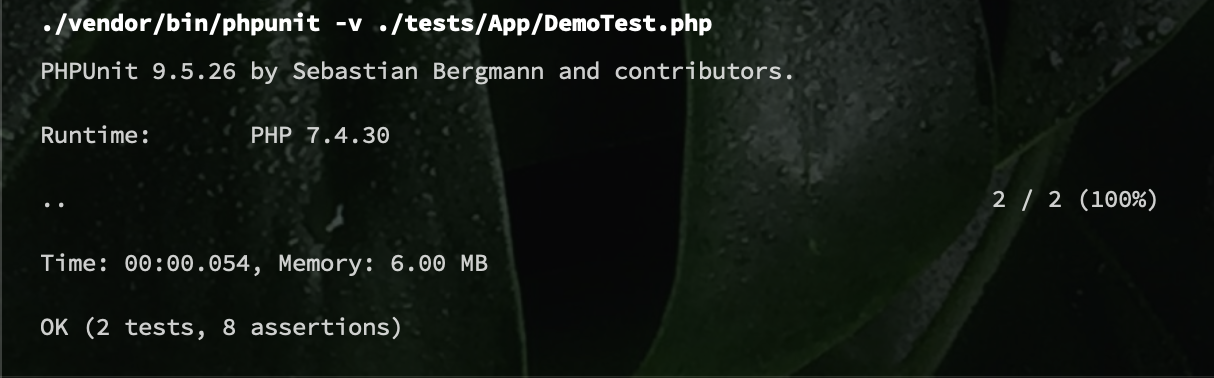 ./vendor/bin/phpunit -v ./tests/App/DemoTest.php
PHPUnit 9.5.26 by Sebastian Bergmann and contributors.
Runtime:       PHP 7.4.30
..                                                                  2 / 2 (100%)
Time: 00:00.054, Memory: 6.00 MB
OK (2 tests, 8 assertions)